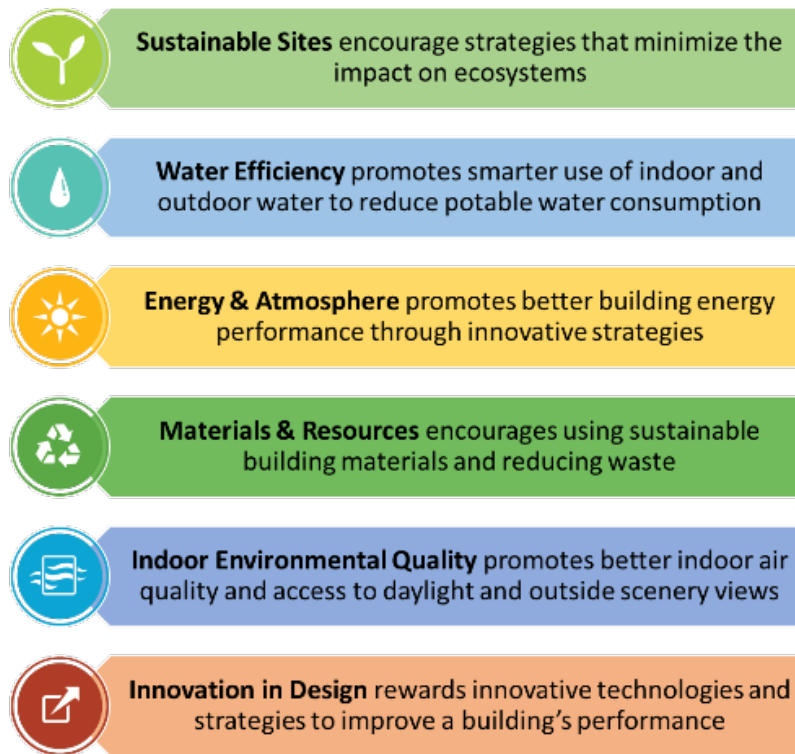 Sustainable Sites encourage strategies that minimize the
impact on ecosystems
Water Efficiency promotes smarter use of indoor and
outdoor water to reduce potable water consumption
Energy & Atmosphere promotes better building energy
performance through innovative strategies
Materials & Resources encourages using sustainable
building materials and reducing waste
Indoor Environmental Quality promotes better indoor air
quality and access to daylight and outside scenery views
Innovation in Design rewards innovative technologies and
strategies to improve a building's performance